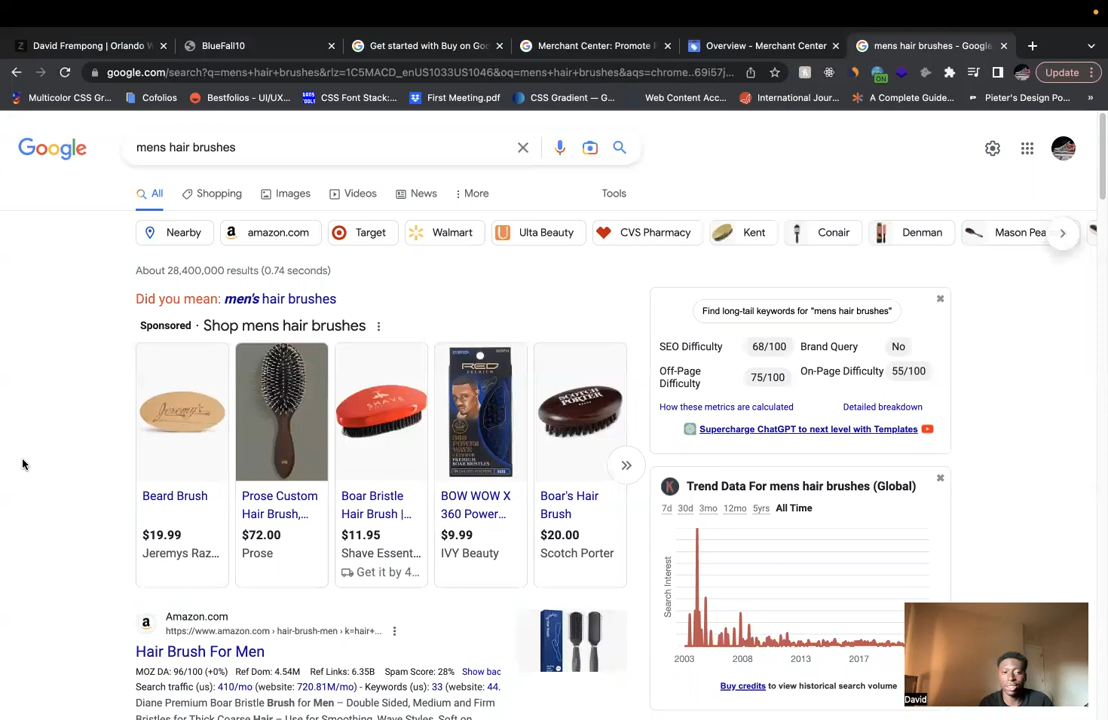 David Frempong | Orlando
BlueFall10
Get started with Buy on Go
Merchant Center: Promote
Overview - Merchant Center
mens hair brushes - Google
google.com/search?q=mens+hair+brushes&rlz=1C5MACD_enUS1033US1046&oq=mens+hair+brushes&aqs=chrome...69i57j...
ON
Update
Multicolor CSS Gr...
Cofolios
Bestfolios - UI/UX...
CSS Font Stack:...
First Meeting.pdf
CSS Gradient — G...
Web Content Acc...
International Jour...
A Complete Guide...
Pieter's Design Po...
»
Google
mens hair brushes
All
Shopping
Images
Videos
News
More
Tools
Nearby
amazon.com
Target
Walmart
Ulta Beauty
CVS Pharmacy
Kent
Conair
Denman
Mason Pea
About 28,400,000 results (0.74 seconds)
Did you mean: men's hair brushes
Sponsored · Shop mens hair brushes
Jeremy's
SHAVE
RED
PREMIUM
SCOTCH
PORTER
Beard Brush
$19.99
Jeremys Raz...
Prose Custom
Hair Brush,...
$72.00
Prose
Boar Bristle
Hair Brush |...
$11.95
Shave Essent...
Get it by 4...
BOW WOW X
360 Power...
$9.99
IVY Beauty
Boar's Hair
Brush
$20.00
Scotch Porter
Find long-tail keywords for "mens hair brushes"
SEO Difficulty 68/100 Brand Query No
Off-Page
Difficulty 75/100 On-Page Difficulty 55/100
How these metrics are calculated Detailed breakdown
Supercharge ChatGPT to next level with Templates
K Trend Data For mens hair brushes (Global)
7d 30d 3mo 12mo 5yrs All Time
Search Interest
2003 2008 2013 2017
Buy credits to view historical search volume
Amazon.com
https://www.amazon.com › hair-brush-men › k=hair+...
Hair Brush For Men
MOZ DA: 96/100 (+0%) Ref Dom: 4.54M Ref Links: 6.35B Spam Score: 28% Show bac
Search traffic (us): 410/mo (website: 720.81M/mo) - Keywords (us): 33 (website: 44.
Diane Premium Boar Bristle Brush for Men – Double Sided, Medium and Firm
Bristles for Thick Coarse Hair – Use for Smoothing, Wave Styles, Soft on
David